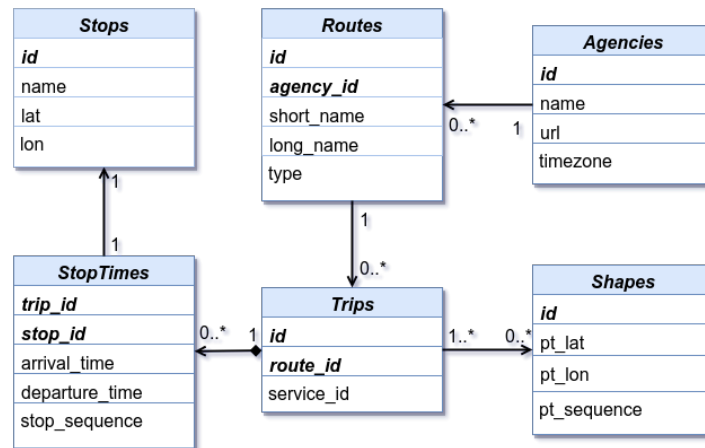 Stops
id
name
lat
lon
Routes
id
agency_id
short_name
long_name
type
Agencies
id
name
url
timezone
0..*
1
1
1
1
0..*
StopTimes
trip_id
stop_id
arrival_time
departure_time
stop_sequence
0..*
1
Trips
id
route_id
service_id
1..*
0..*
Shapes
id
pt_lat
pt_lon
pt_sequence